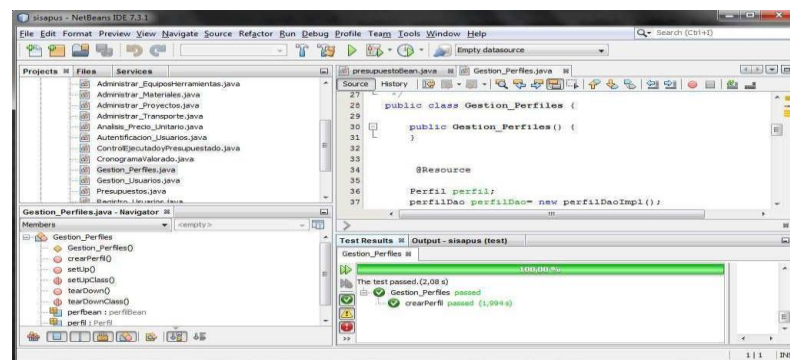 sisapus - NetBeans IDE 7.3.1
File Edit Format Preview View Navigate Source Refactor Run Debug Profile Team Tools Window Help
Search (Ctrl+I)
Empty datasource
Projects Files Services
Administrar_EquiposHerramientas.java
Administrar_Materiales.java
Administrar_Proyectos.java
Administrar_Transporte.java
Analisis_Precio_Unitario.java
Autentificacion_Usuarios.java
ControlEjecutadoyPresupuestado.java
CronogramaValorado.java
Gestion_Perfiles.java
Gestion_Usuarios.java
Presupuestos.java
Registro_Usuarios.java
presupuestoBean.java Gestion_Perfiles.java
Source History
27 */
28 public class Gestion_Perfiles {
29
30 public Gestion_Perfiles() {
31 }
32
33
34 @Resource
35
36 Perfil perfil;
37 perfilDao perfilDao= new perfilDaoImpl();
Gestion_Perfiles.java - Navigator
Members <empty>
Gestion_Perfiles
Gestion_Perfiles()
crearPerfil()
setUp()
setUpClass()
tearDown()
tearDownClass()
perfbean : perfilBean
perfil : Perfil
Test Results Output - sisapus (test)
Gestion_Perfiles
100,00 %
The test passed.(2,08 s)
Gestion_Perfiles passed
crearPerfil passed (1,994 s)
1 | 1 INS